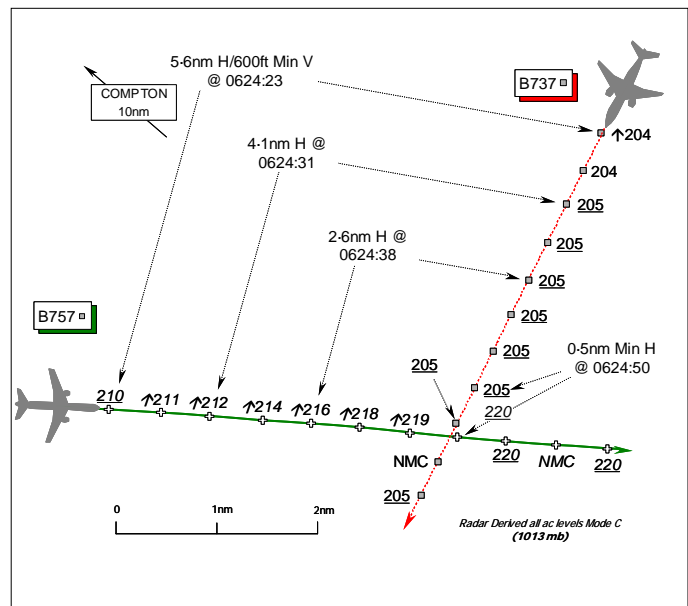 5·6nm H/600ft Min V
@ 0624:23
B737
COMPTON
10nm
↑204
4·1nm H @
0624:31
204
205
2·6nm H @
0624:38
205
205
B757
205
205
0·5nm Min H
@ 0624:50
205
205
210
↑211
↑212
↑214
↑216
↑218
↑219
220
220
NMC
220
NMC
205
0
1nm
2nm
Radar Derived all ac levels Mode C
(1013 mb)